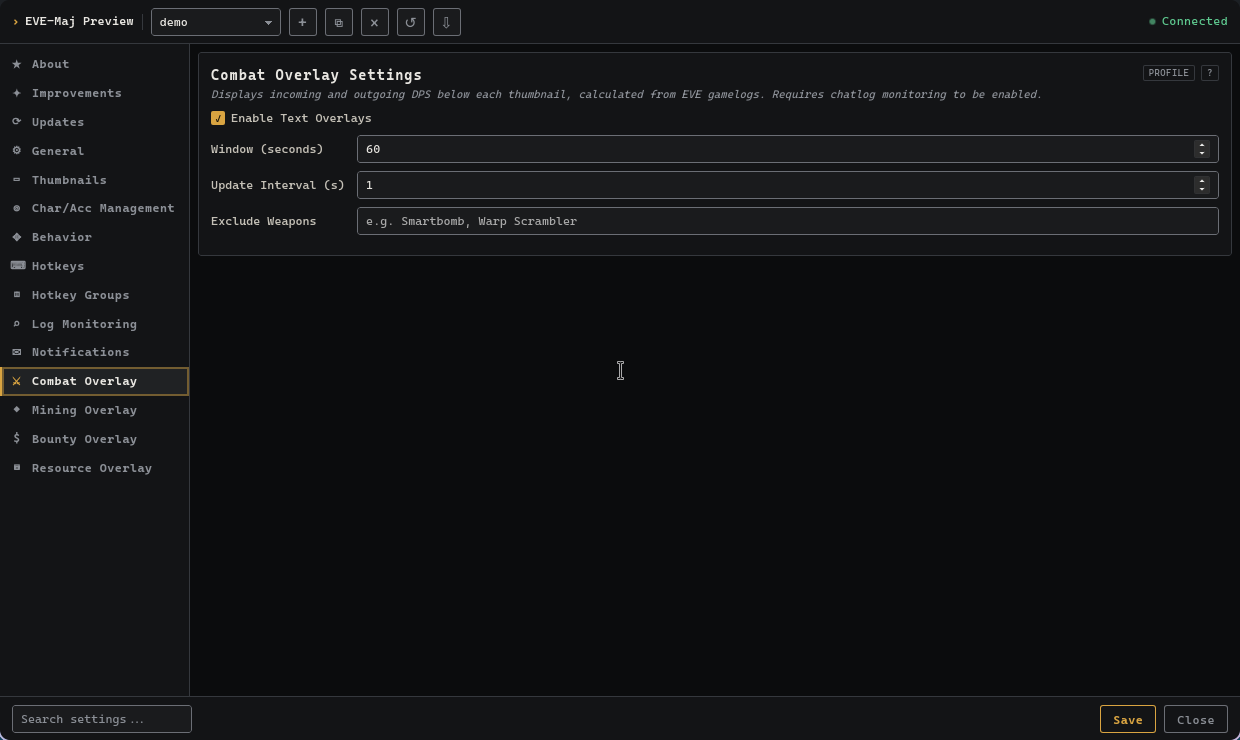 EVE-Maj Preview
demo
Connected
About
Improvements
Updates
General
Thumbnails
Char/Acc Management
Behavior
Hotkeys
Hotkey Groups
Log Monitoring
Notifications
Combat Overlay
Mining Overlay
$ Bounty Overlay
Resource Overlay
Combat Overlay Settings
PROFILE ?
Displays incoming and outgoing DPS below each thumbnail, calculated from EVE gamelogs. Requires chatlog monitoring to be enabled.
Enable Text Overlays
Window (seconds) 60
Update Interval (s) 1
Exclude Weapons e.g. Smartbomb, Warp Scrambler
Search settings...
Save
Close